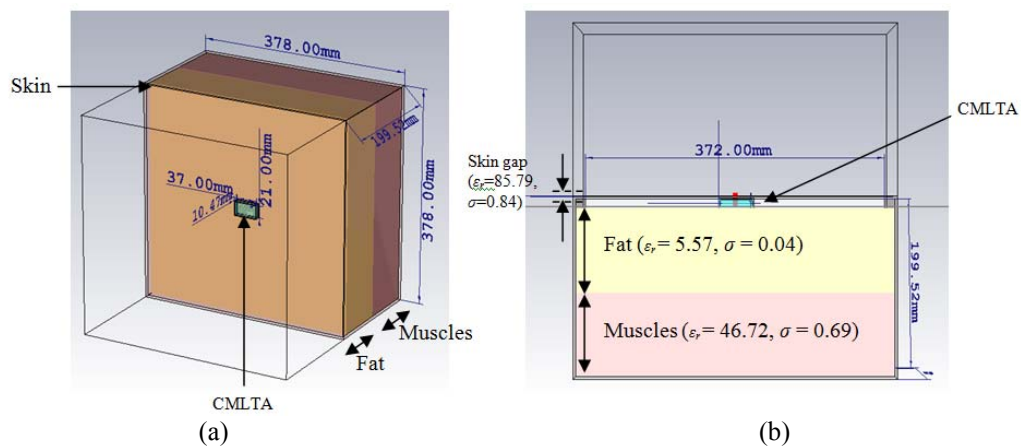 378.00mm
Skin
199.52mm
37.00mm
21.00mm
10.47mm
378.00mm
Muscles
Fat
CMLTA
(a)
CMLTA
Skin gap
(εr=85.79,
σ=0.84)
372.00mm
Fat (εr = 5.57, σ = 0.04)
199.52mm
Muscles (εr = 46.72, σ = 0.69)
(b)